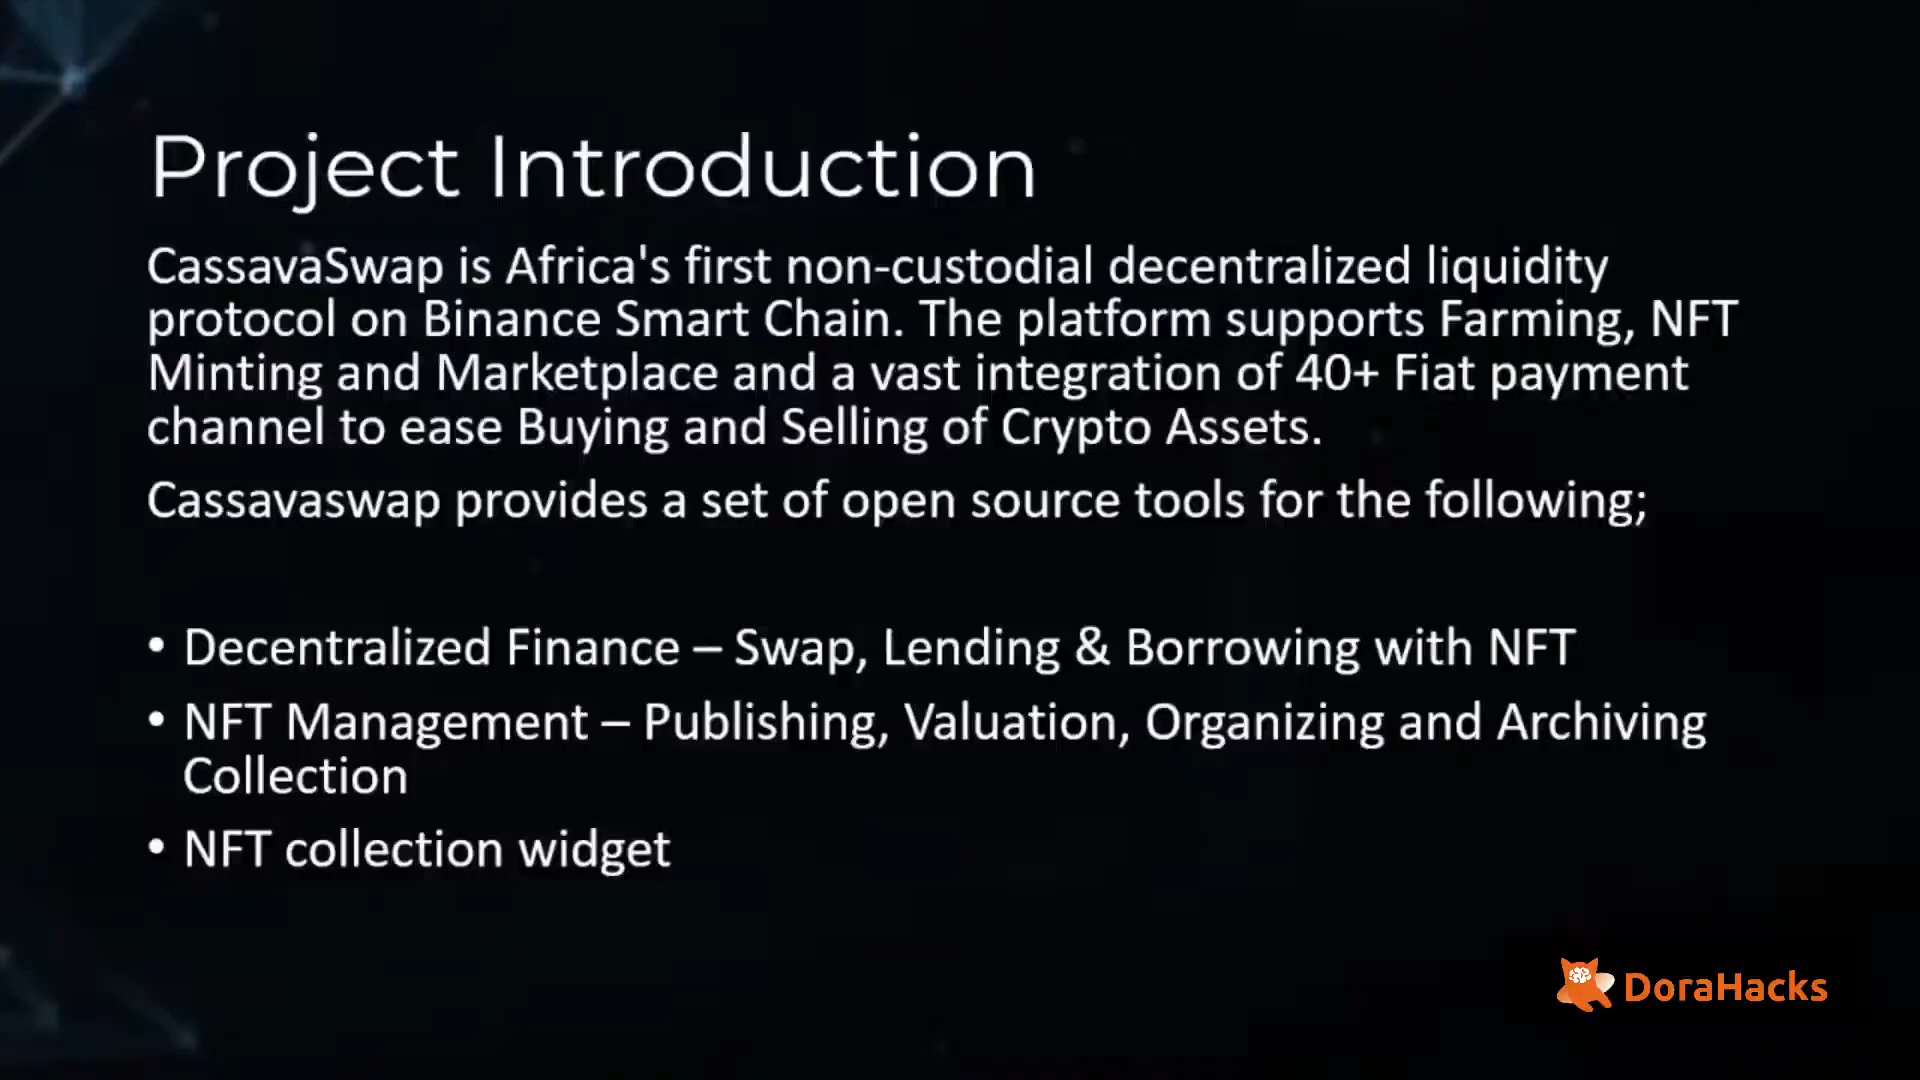 Project Introduction
CassavaSwap is Africa's first non-custodial decentralized liquidity
protocol on Binance Smart Chain. The platform supports Farming, NFT
Minting and Marketplace and a vast integration of 40+ Fiat payment
channel to ease Buying and Selling of Crypto Assets.
Cassavaswap provides a set of open source tools for the following;
• Decentralized Finance – Swap, Lending & Borrowing with NFT
• NFT Management – Publishing, Valuation, Organizing and Archiving
Collection
• NFT collection widget
DoraHacks